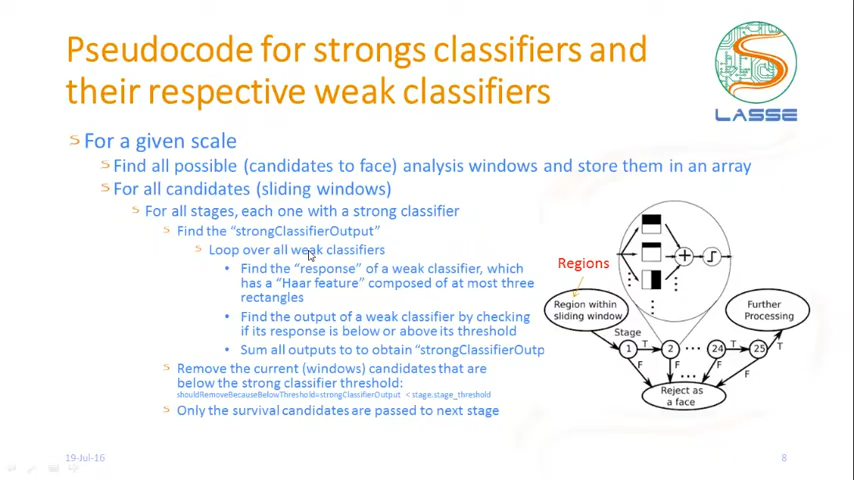 Pseudocode for strongs classifiers and
their respective weak classifiers
LASSE
For a given scale
Find all possible (candidates to face) analysis windows and store them in an array
For all candidates (sliding windows)
For all stages, each one with a strong classifier
Find the “strongClassifierOutput”
Loop over all weak classifiers
• Find the “response” of a weak classifier, which
has a “Haar feature” composed of at most three
rectangles
• Find the output of a weak classifier by checking
if its response is below or above its threshold
• Sum all outputs to to obtain “strongClassifierOutp
Remove the current (windows) candidates that are
below the strong classifier threshold:
shouldRemoveBecauseBelowThreshold=strongClassifierOutput < stage.stage_threshold
Only the survival candidates are passed to next stage
Regions
Region within
sliding window
Further
Processing
Stage
1 T 2 ... 24 T 25 T
F F ... F F
Reject as
a face
19-Jul-16
8